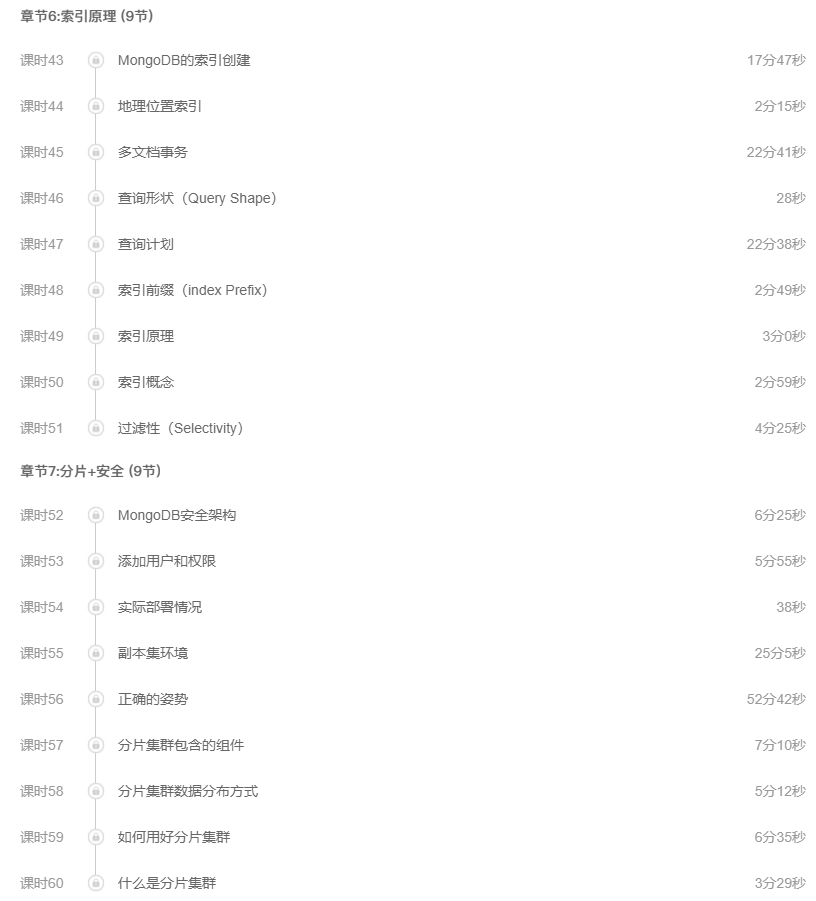 章节6:索引原理 (9节)
课时43 MongoDB的索引创建 17分47秒
课时44 地理位置索引 2分15秒
课时45 多文档事务 22分41秒
课时46 查询形状（Query Shape） 28秒
课时47 查询计划 22分38秒
课时48 索引前缀（index Prefix） 2分49秒
课时49 索引原理 3分0秒
课时50 索引概念 2分59秒
课时51 过滤性（Selectivity） 4分25秒
章节7:分片+安全 (9节)
课时52 MongoDB安全架构 6分25秒
课时53 添加用户和权限 5分55秒
课时54 实际部署情况 38秒
课时55 副本集环境 25分5秒
课时56 正确的姿势 52分42秒
课时57 分片集群包含的组件 7分10秒
课时58 分片集群数据分布方式 5分12秒
课时59 如何用好分片集群 6分35秒
课时60 什么是分片集群 3分29秒